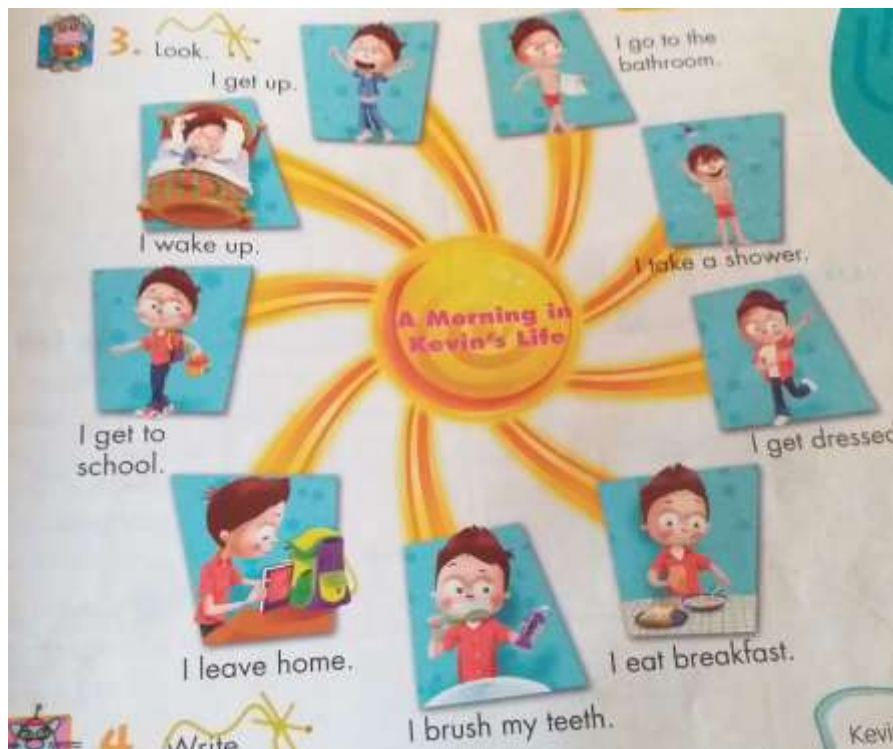 3. Look.
I get up.
I go to the
bathroom.
I wake up.
I take a shower.
A Morning in
Kevin's Life
I get to
school.
I get dressed
I leave home.
I eat breakfast.
I brush my teeth.
4. Write
Kevi